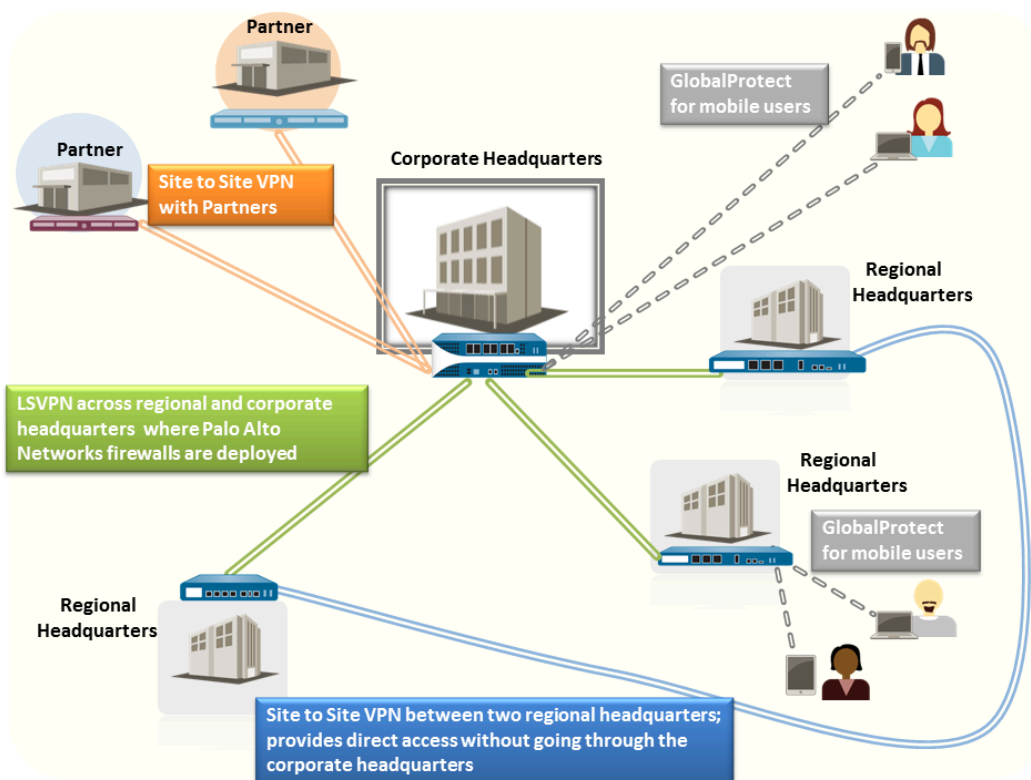 Partner
Partner
Site to Site VPN
with Partners
Corporate Headquarters
GlobalProtect
for mobile users
Regional
Headquarters
LSVPN across regional and corporate
headquarters where Palo Alto
Networks firewalls are deployed
Regional
Headquarters
GlobalProtect
for mobile users
Regional
Headquarters
Site to Site VPN between two regional headquarters;
provides direct access without going through the
corporate headquarters